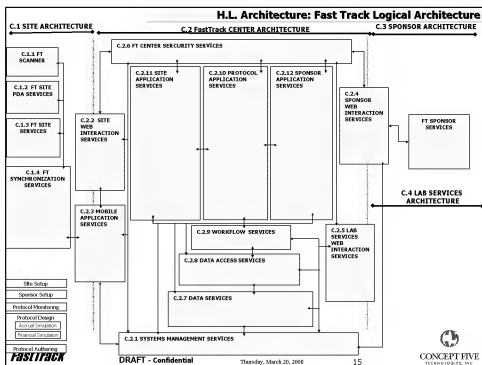 H.L. Architecture: Fast Track Logical Architecture
C.1 SITE ARCHITECTURE
C.2 FastTrack CENTER ARCHITECTURE
C.3 SPONSOR ARCHITECTURE
C.2.6 FT CENTER SERCURITY SERVICES
C.1.1 FT
SCANNER
C.1.2 FT SITE
PDA SERVICES
C.1.3 FT SITE
SERVICES
C.1.4 FT
SYNCHRONIZATION
SERVICES
C.2.2 SITE
WEB
INTERACTION
SERVICES
C.2.3 MOBILE
APPLICATION
SERVICES
C.2.11 SITE
APPLICATION
SERVICES
C.2.10 PROTOCOL
APPLICATION
SERVICES
C.2.12 SPONSOR
APPLICATION
SERVICES
C.2.4
SPONSOR
WEB
INTERACTION
SERVICES
FT SPONSOR
SERVICES
C.4 LAB SERVICES
ARCHITECTURE
C.2.5 LAB
SERVICES
WEB
INTERACTION
SERVICES
C.2.9 WORKFLOW SERVICES
C.2.8 DATA ACCESS SERVICES
C.2.7 DATA SERVICES
C.2.1 SYSTEMS MANAGEMENT SERVICES
Site Setup
Sponsor Setup
Protocol Monitoring
Protocol Design
Accrual Simulation
Financial Simulation
Protocol Authoring
FastTrack
DRAFT - Confidential
Thursday, March 20, 2008
15
CONCEPT FIVE
TECHNOLOGIES, INC